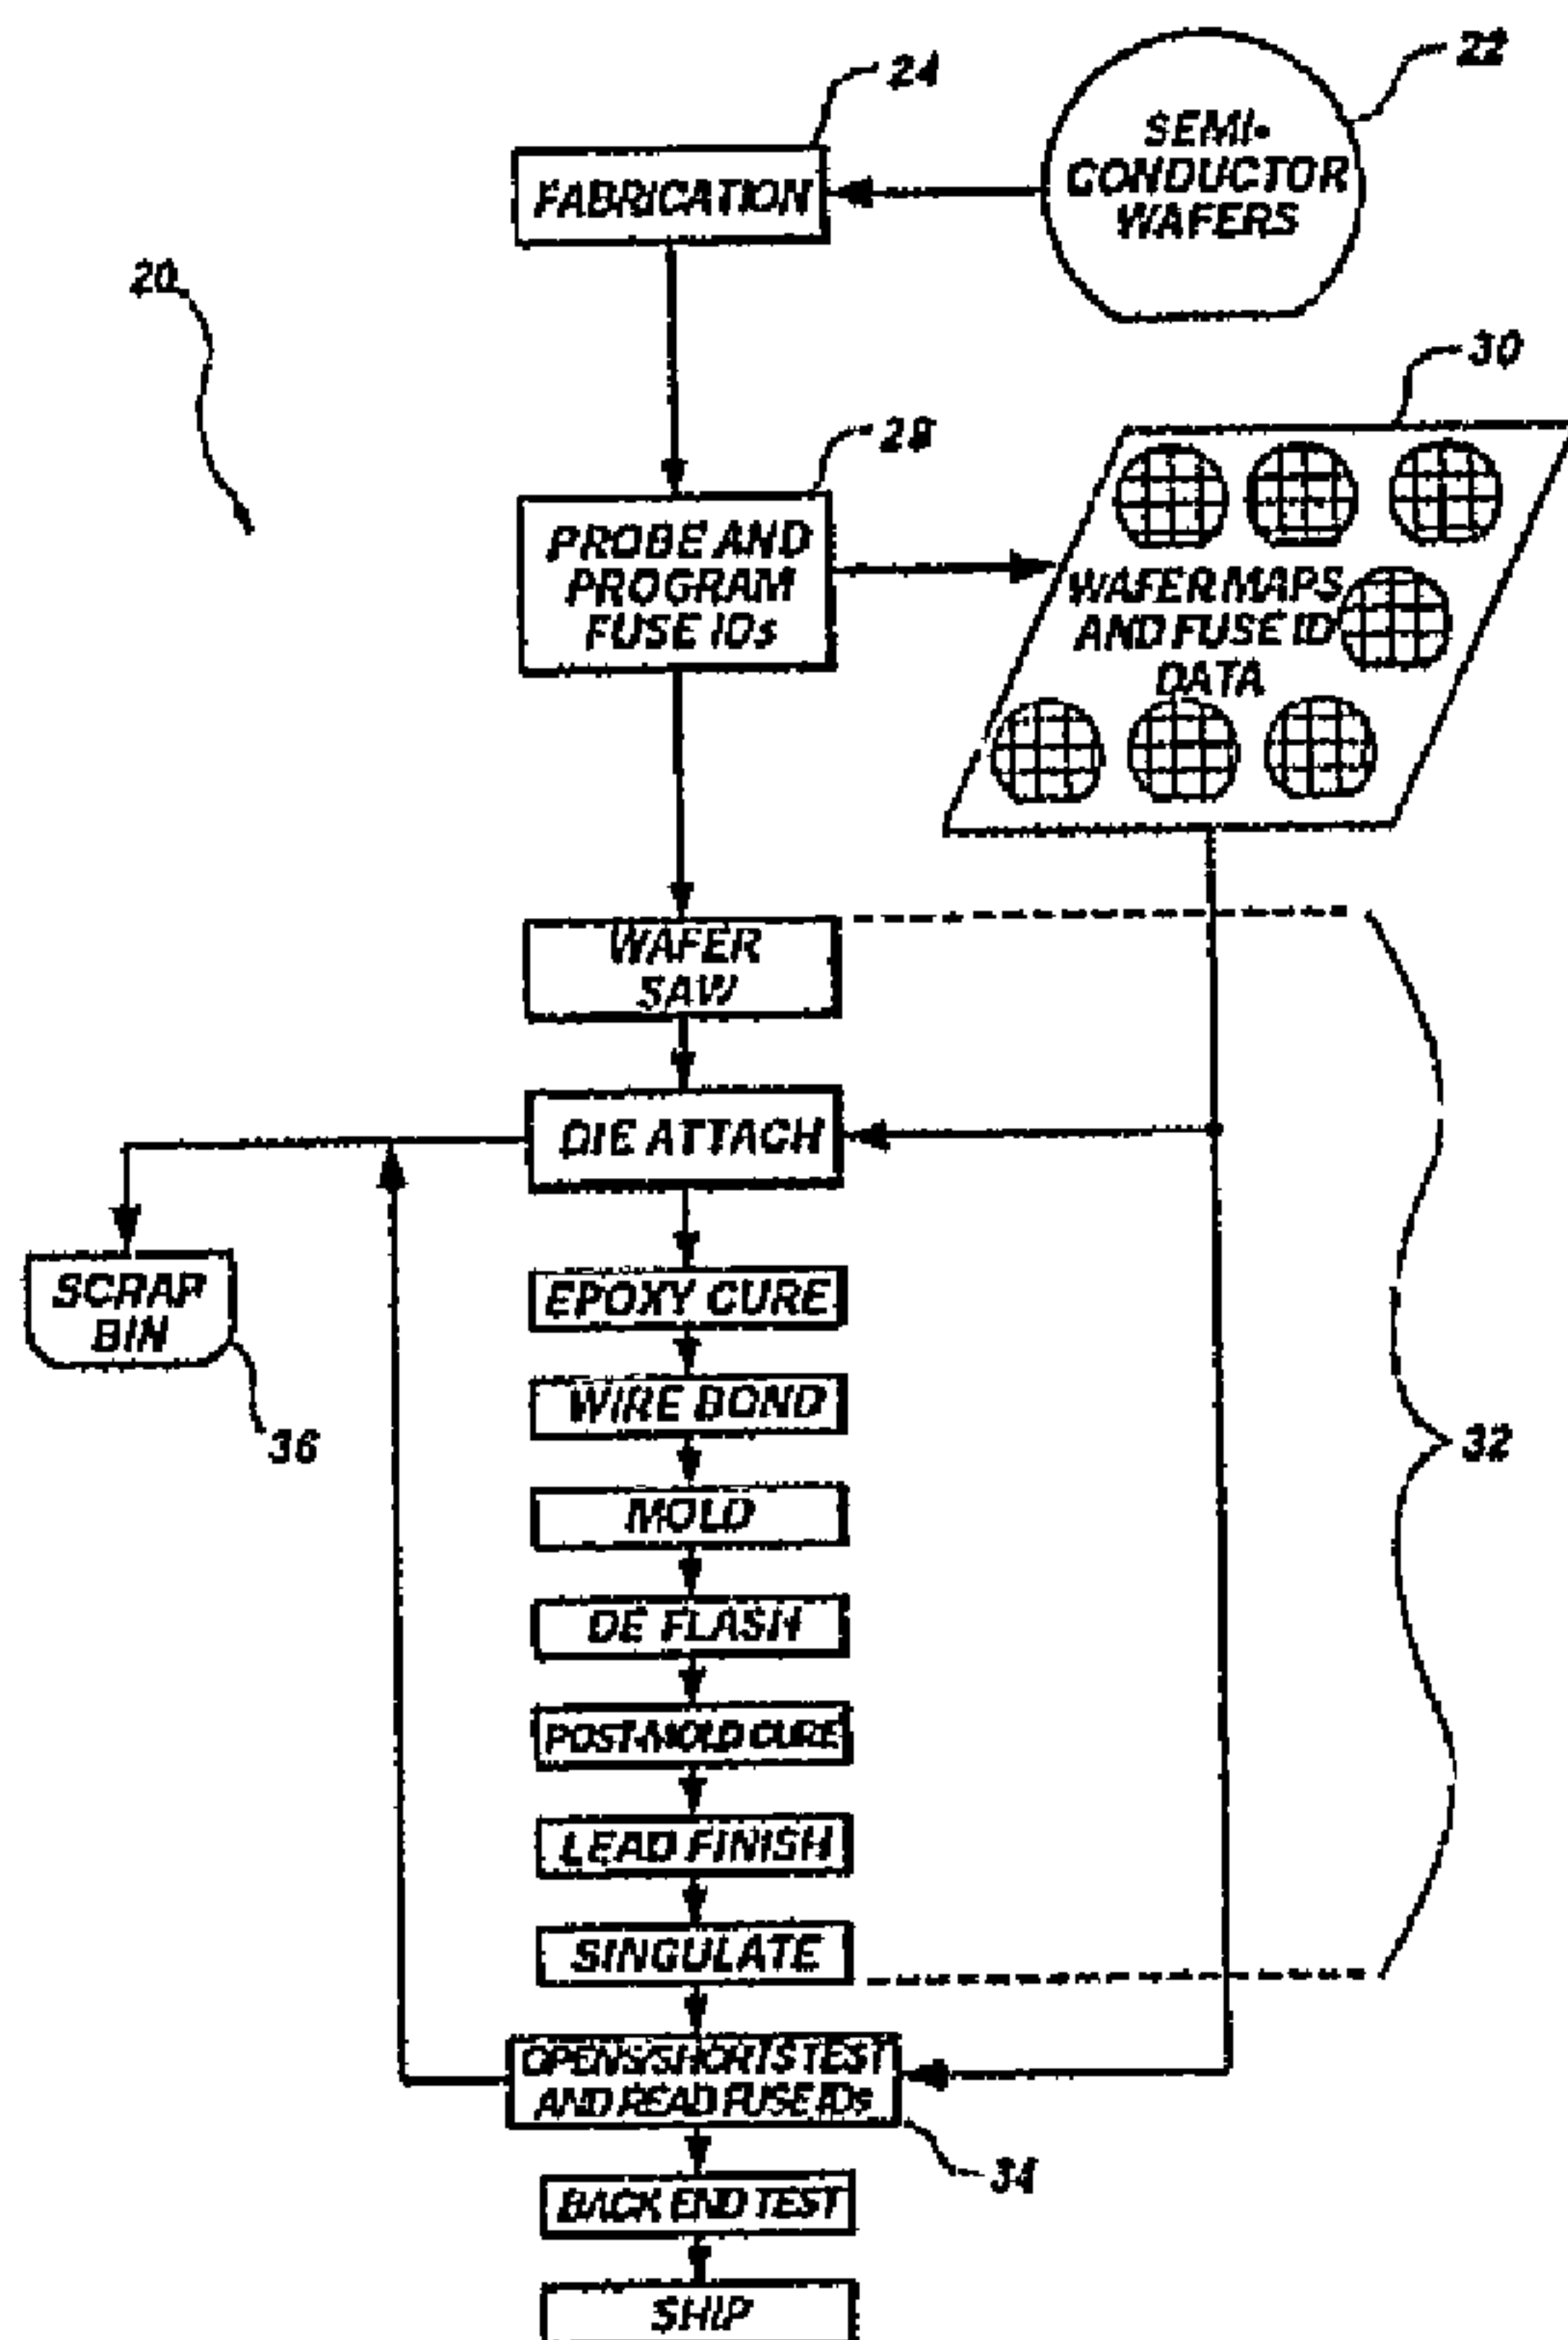 24
22
SEMI-
CONDUCTOR
WAFERS
FABRICATION
20
30
28
PROBE AND
PROGRAM
FUSE IDs
WAFER MAPS
AND FUSE ID
DATA
WAFER
SAW
DIE ATTACH
SCRAP
BIN
36
EPOXY CURE
WIRE BOND
32
MOLD
DE FLASH
POST-MOLD CURE
LEAD FINISH
SINGULATE
OPENS/SHORTS TEST
AND READ FUSE IDs
34
BACK END TEST
SHIP